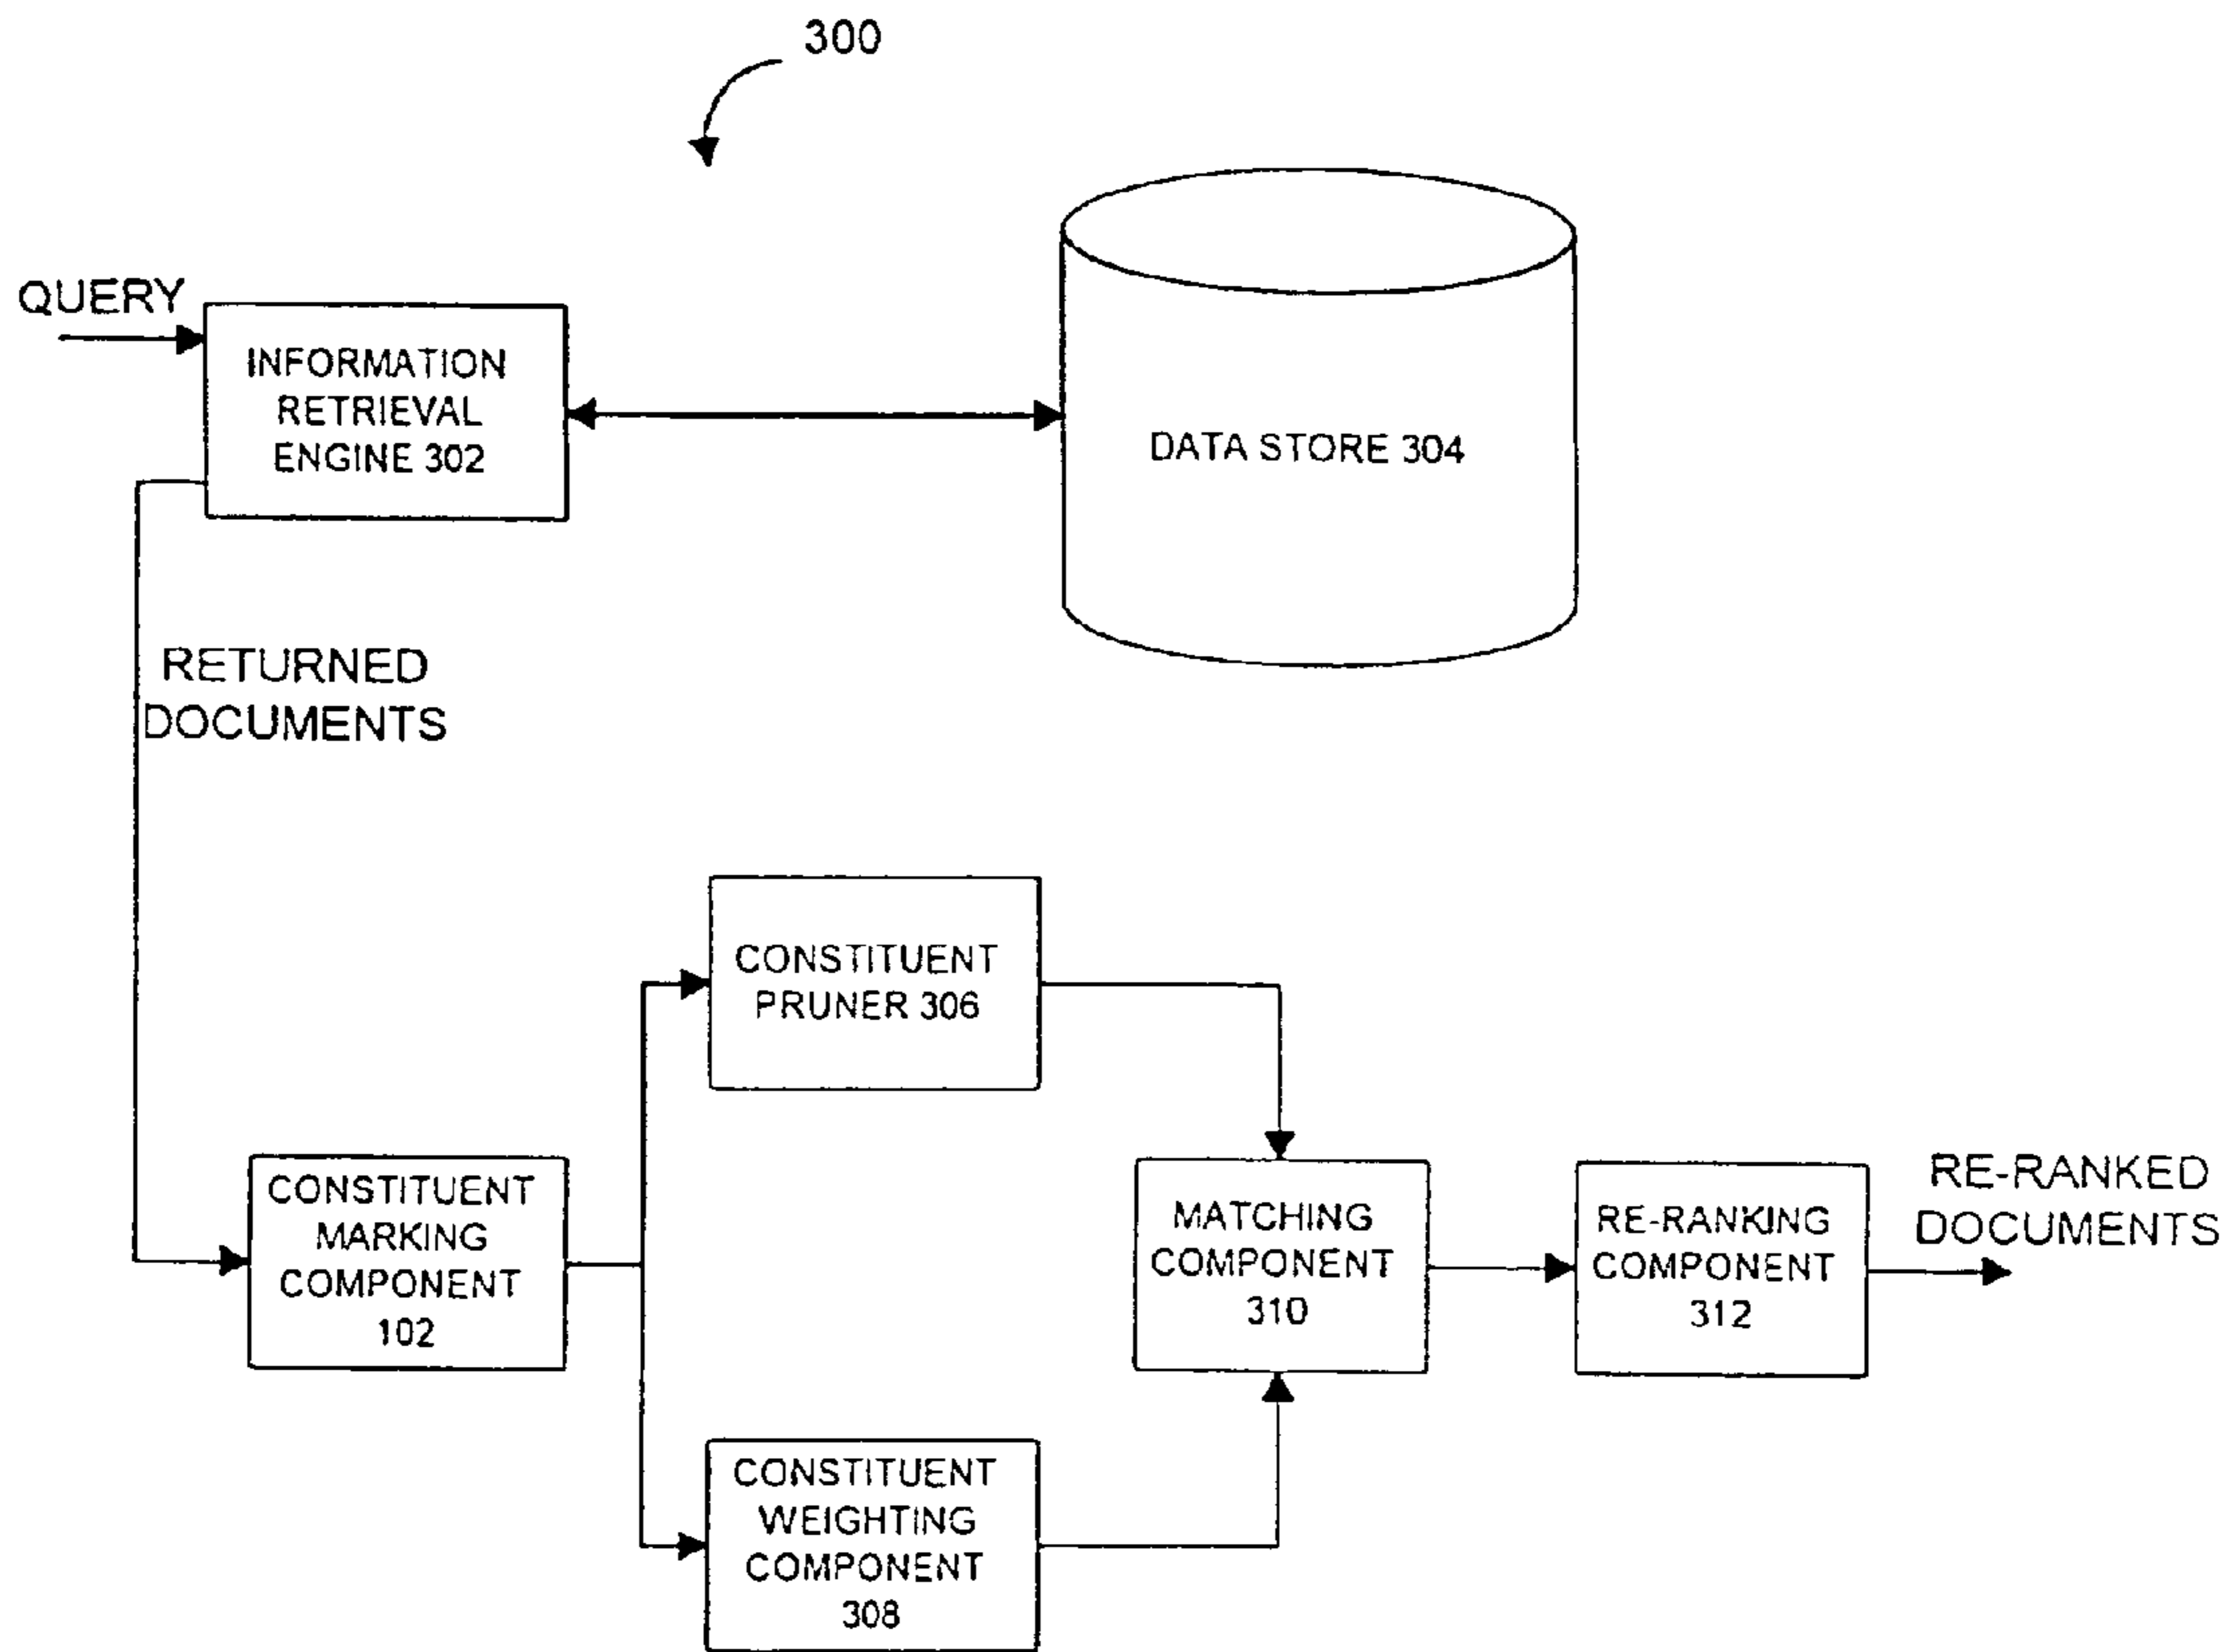 300
QUERY
INFORMATION
RETRIEVAL
ENGINE 302
DATA STORE 304
RETURNED
DOCUMENTS
CONSTITUENT
PRUNER 306
CONSTITUENT
MARKING
COMPONENT
102
MATCHING
COMPONENT
310
RE-RANKING
COMPONENT
312
RE-RANKED
DOCUMENTS
CONSTITUENT
WEIGHTING
COMPONENT
308